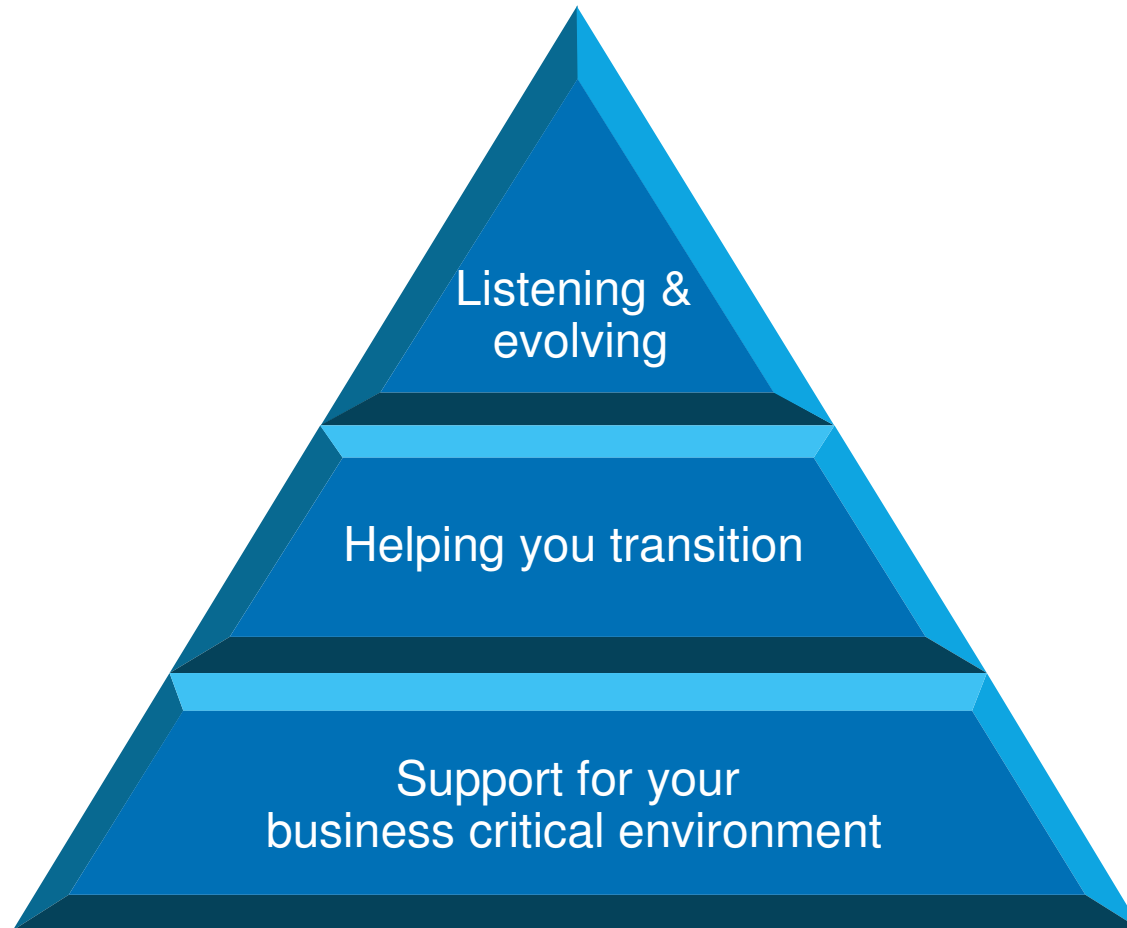 Listening &
evolving
Helping you transition
Support for your
business critical environment